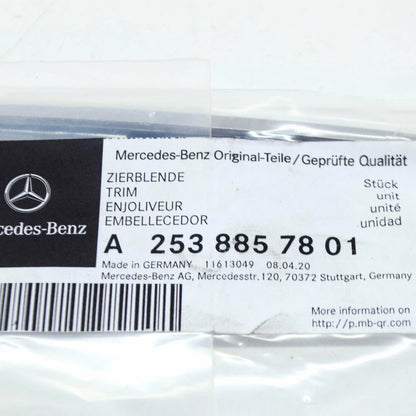 Mercedes-Benz Original-Teile/Geprüfte Qualität
ZIERBLENDE
TRIM
ENJOLIVEUR
EMBELLECEDOR
Stück
unit
unité
unidad
cedes-Benz
A 253 885 78 01
Made in GERMANY 11613049 08.04.20
Mercedes-Benz AG, Mercedesstr.120, 70372 Stuttgart, Germany
More information on
http://p.mb-qr.com/